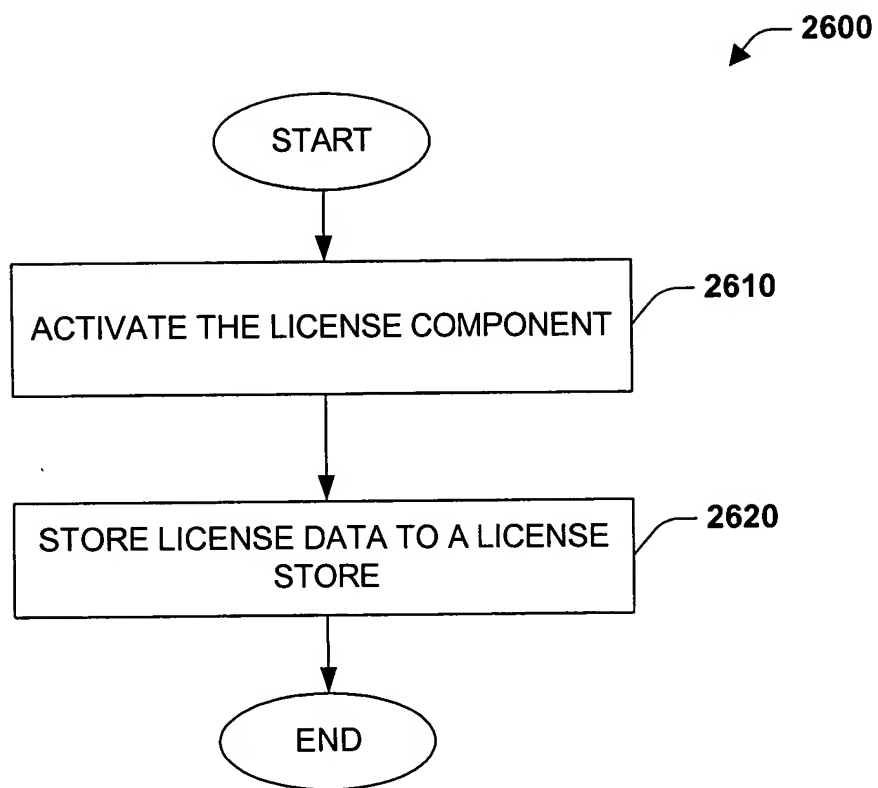 2600
START
ACTIVATE THE LICENSE COMPONENT
2610
STORE LICENSE DATA TO A LICENSE
STORE
2620
END